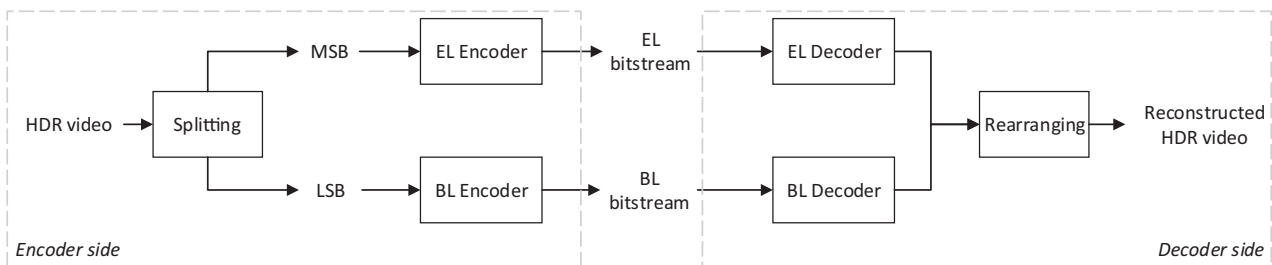 HDR video
Splitting
MSB
EL Encoder
EL
bitstream
EL Decoder
LSB
BL Encoder
BL
bitstream
BL Decoder
Rearranging
Reconstructed
HDR video
Encoder side
Decoder side